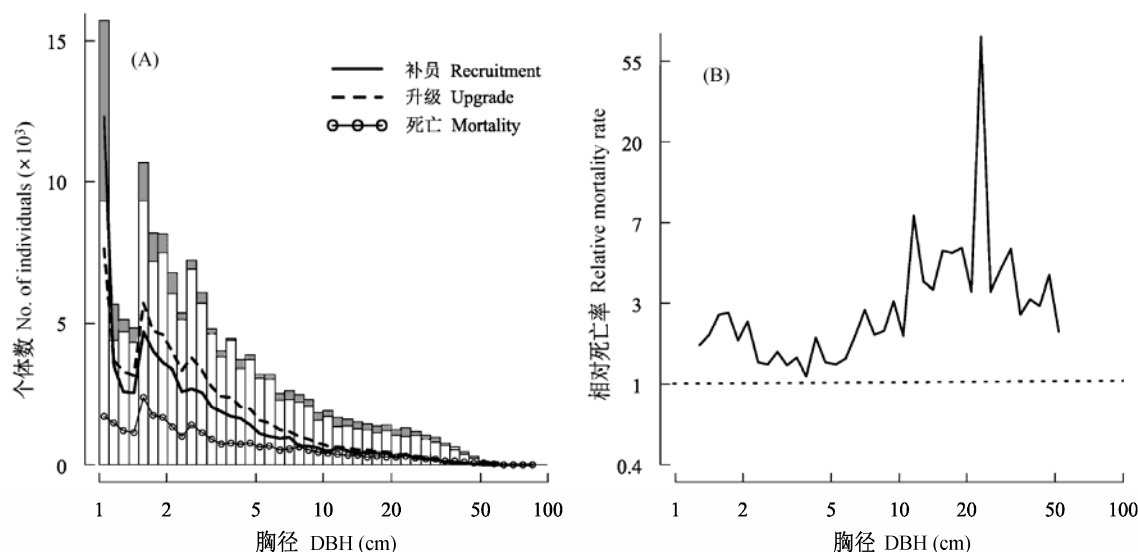 (A)
补员 Recruitment
升级 Upgrade
死亡 Mortality
个体数 No. of individuals (×10³)
15
10
5
0
1 2 5 10 20 50 100
胸径 DBH (cm)
(B)
相对死亡率 Relative mortality rate
55
20
7
3
1
0.4
1 2 5 10 20 50 100
胸径 DBH (cm)